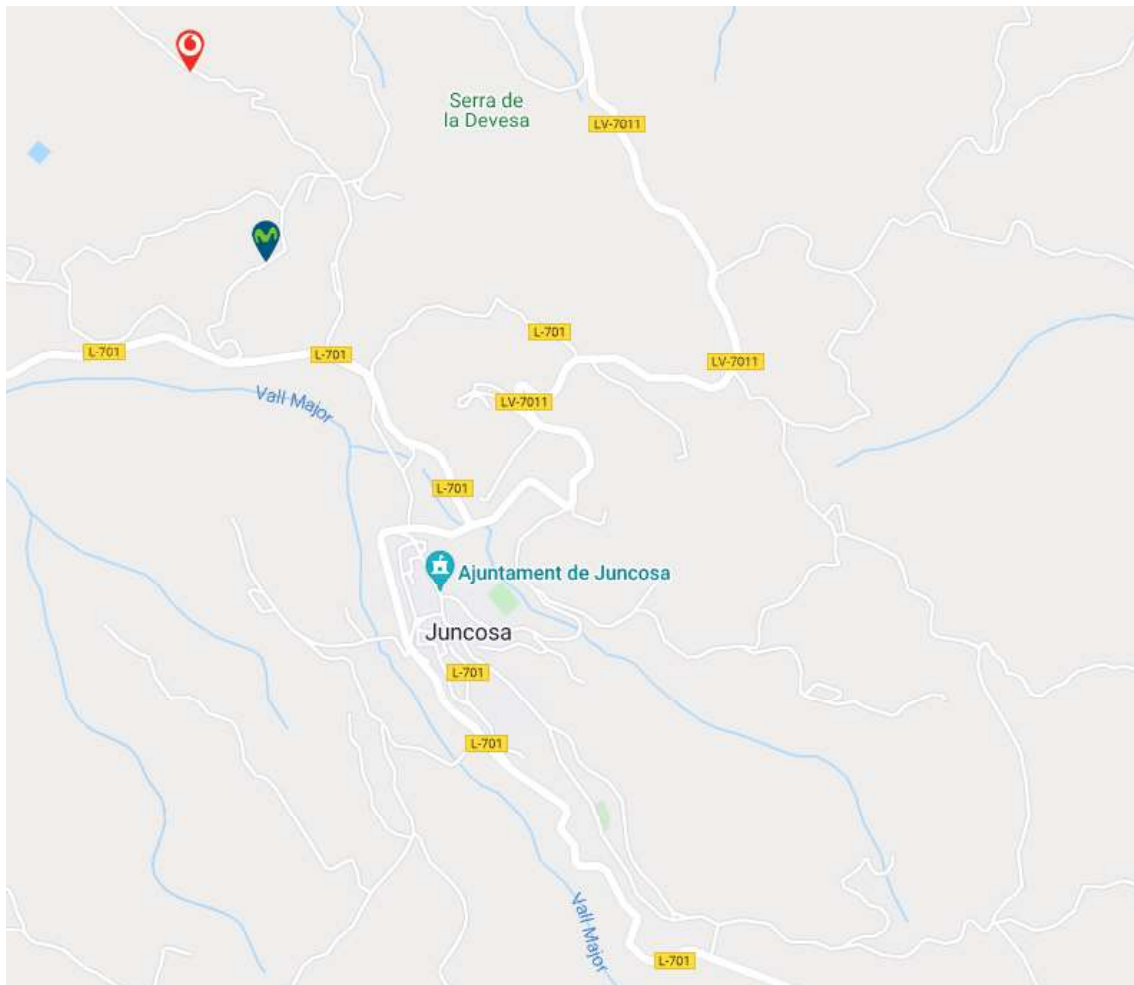 Serra de
la Devesa
LV-7011
L-701
L-701
L-701
LV-7011
LV-7011
Vall Major
L-701
Ajuntament de Juncosa
Juncosa
L-701
L-701
Vall Major
L-701